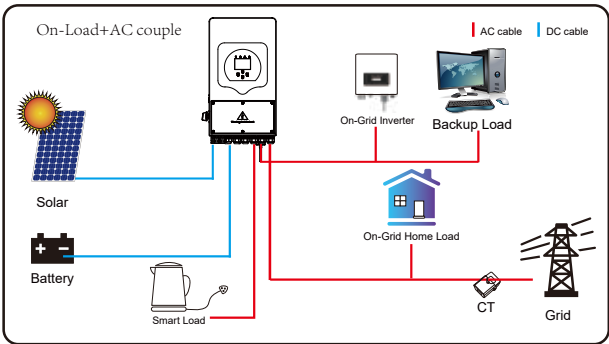 On-Load+AC couple
AC cable
DC cable
On-Grid Inverter
Backup Load
Solar
On-Grid Home Load
Battery
Smart Load
CT
Grid